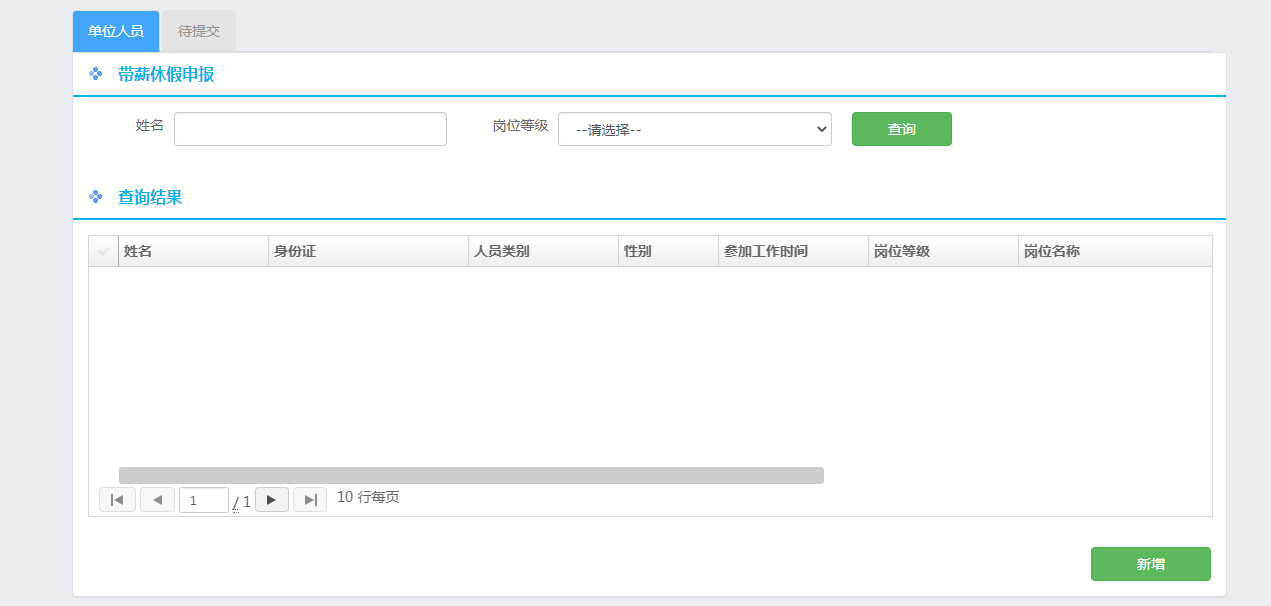 单位人员 待提交
带薪休假申报
姓名 岗位等级 --请选择-- 查询
查询结果
姓名 身份证 人员类别 性别 参加工作时间 岗位等级 岗位名称
1 / 1 10 行每页
新增